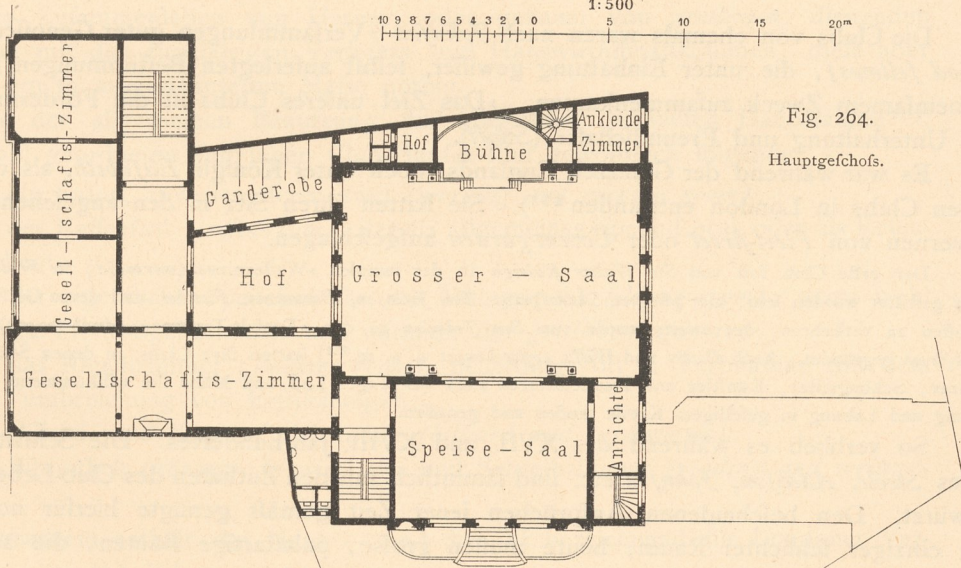 1:500
10 9 8 7 6 5 4 3 2 1 0 5 10 15 20m
Fig. 264.
Hauptgeſchoſs.
Gesell-schafts-Zimmer
Garderobe
Hof
Bühne
Ankleide
-Zimmer
Hof
Grosser-Saal
Gesellschafts-Zimmer
Speise-Saal
Anrichte